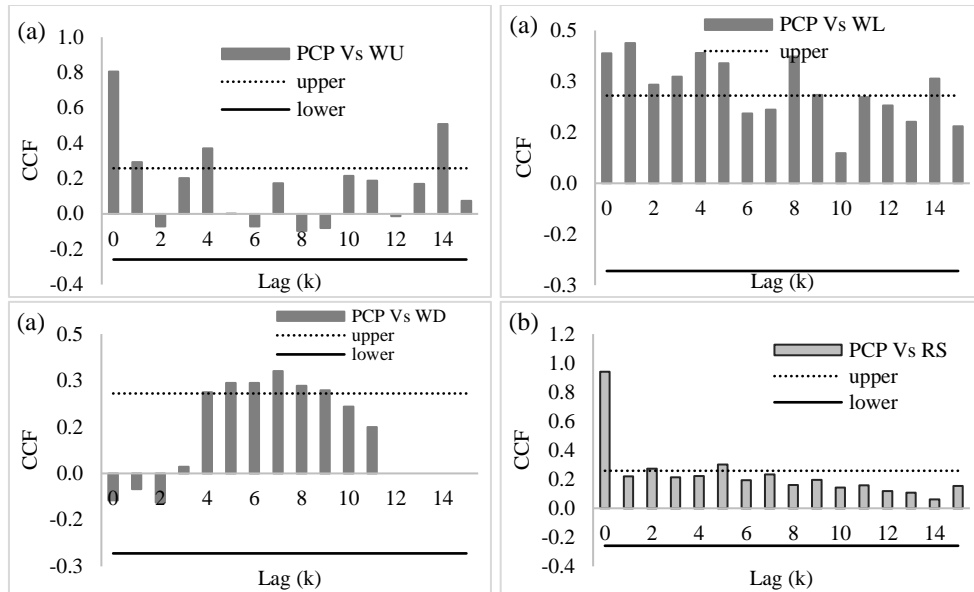 (a)
1.0
0.8
0.6
0.4
0.2
0.0
-0.2
-0.4
CCF
PCP Vs WU
upper
lower
0 2 4 6 8 10 12 14
Lag (k)
(a)
0.5
0.3
0.2
0.0
-0.2
-0.3
CCF
PCP Vs WL
upper
0 2 4 6 8 10 12 14
Lag (k)
(a)
0.5
0.3
0.2
0.0
-0.2
-0.3
CCF
PCP Vs WD
upper
lower
0 2 4 6 8 10 12 14
Lag (k)
(b)
1.2
1.0
0.8
0.6
0.4
0.2
0.0
-0.2
-0.4
CCF
PCP Vs RS
upper
lower
0 2 4 6 8 10 12 14
Lag (k)